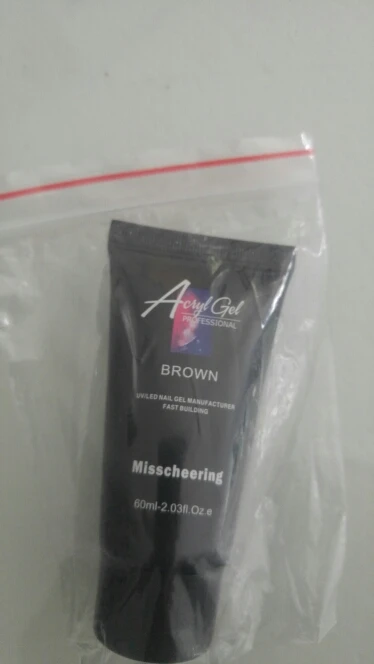 Acryl Gel
PROFESSIONAL
BROWN
UV/LED NAIL GEL MANUFACTURER
FAST BUILDING
Misscheering
60ml-2.03fl.Oz.e